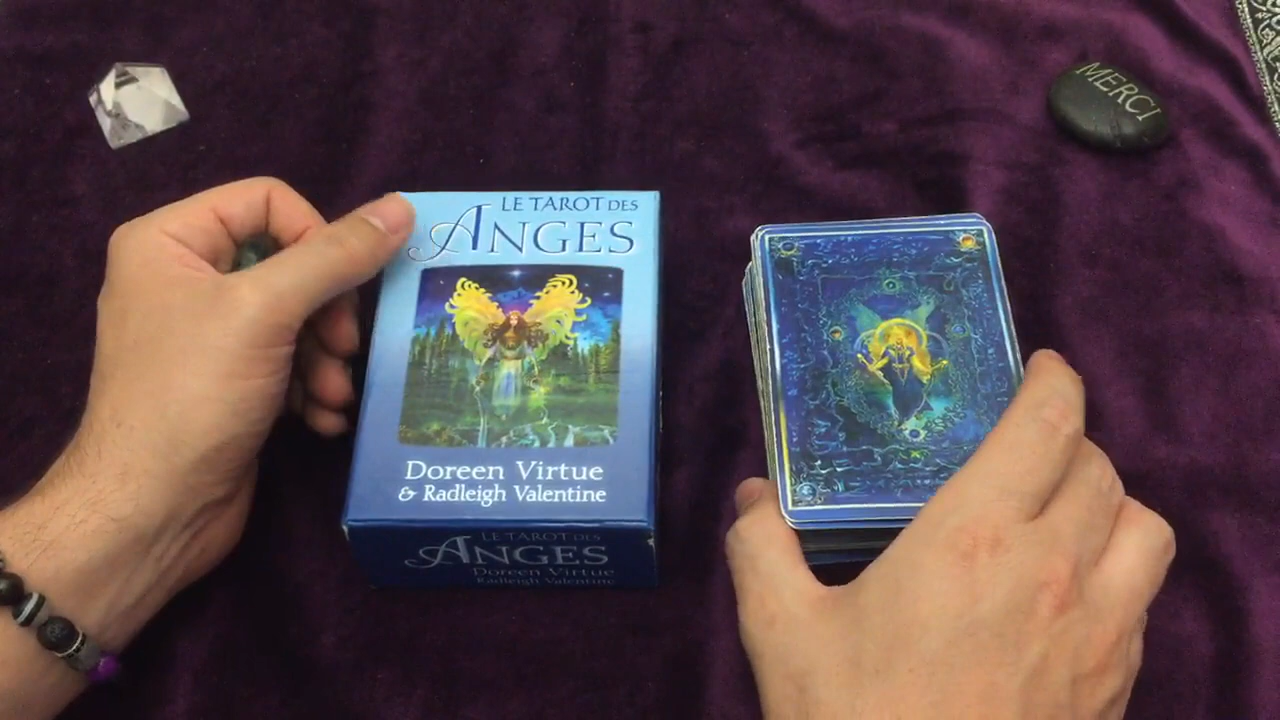 LE TAROT DES
ANGES
Doreen Virtue
& Radleigh Valentine
LE TAROT DES
ANGES
Doreen Virtue
Radleigh Valentine
MERCI